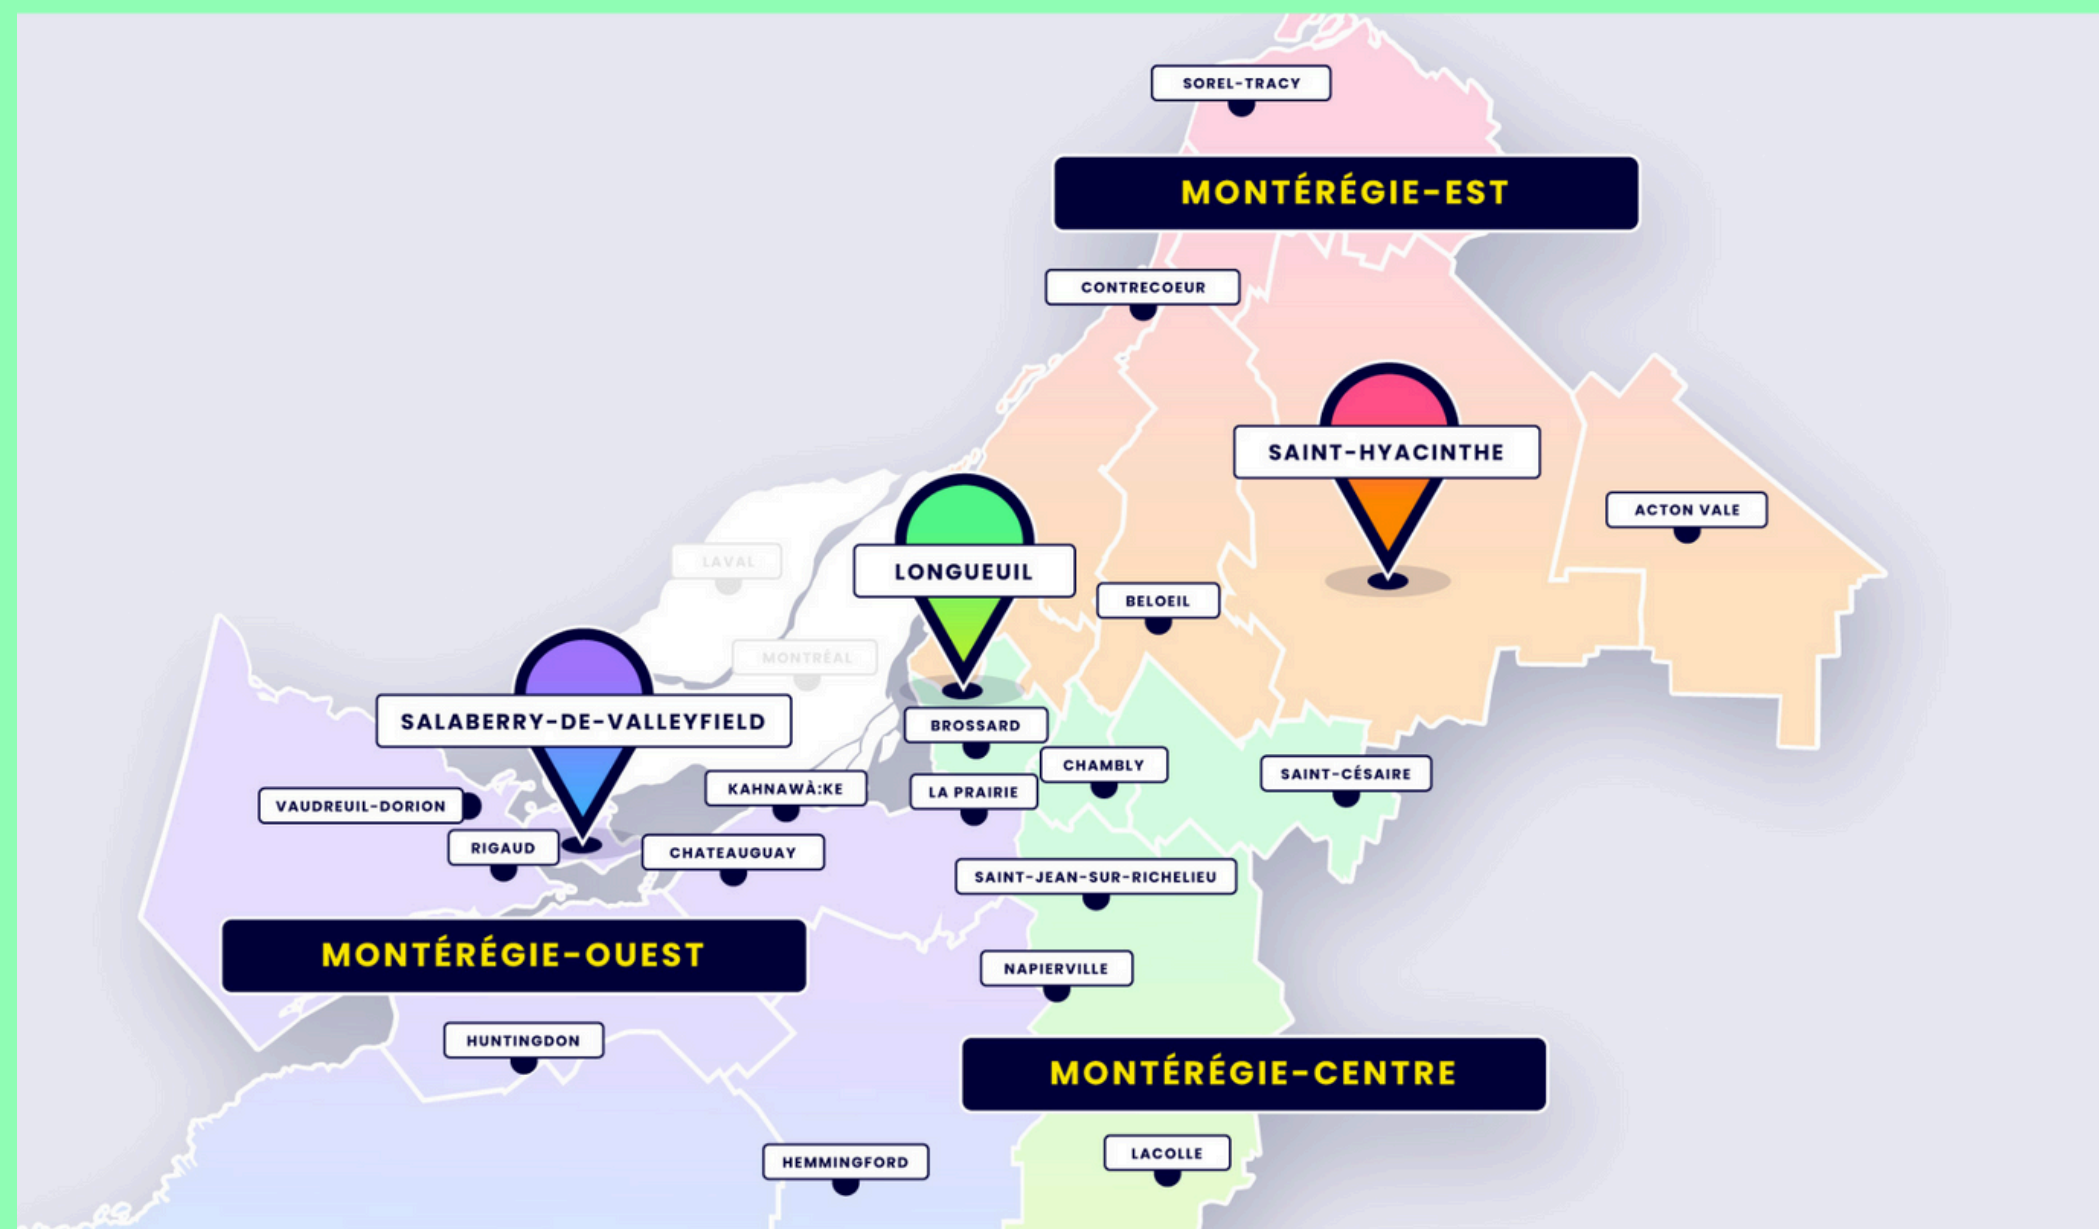 SOREL-TRACY
MONTÉRÉGIE-EST
CONTRECOEUR
SAINT-HYACINTHE
ACTON VALE
LAVAL
LONGUEUIL
BELOEIL
MONTRÉAL
SALABERRY-DE-VALLEYFIELD
BROSSARD
CHAMBLY
SAINT-CÉSAIRE
KAHNAWÀ:KE
LA PRAIRIE
VAUDREUIL-DORION
RIGAUD
CHATEAUGUAY
SAINT-JEAN-SUR-RICHELIEU
MONTÉRÉGIE-OUEST
NAPIERVILLE
HUNTINGDON
MONTÉRÉGIE-CENTRE
LACOLLE
HEMMINGFORD